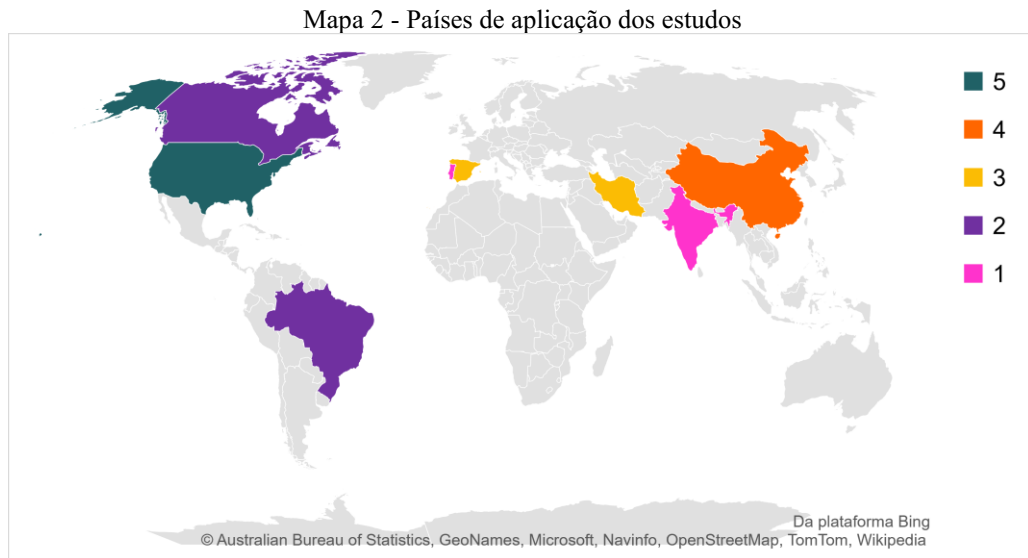 Mapa 2 - Países de aplicação dos estudos
5
4
3
2
1
Da plataforma Bing
© Australian Bureau of Statistics, GeoNames, Microsoft, Navinfo, OpenStreetMap, TomTom, Wikipedia